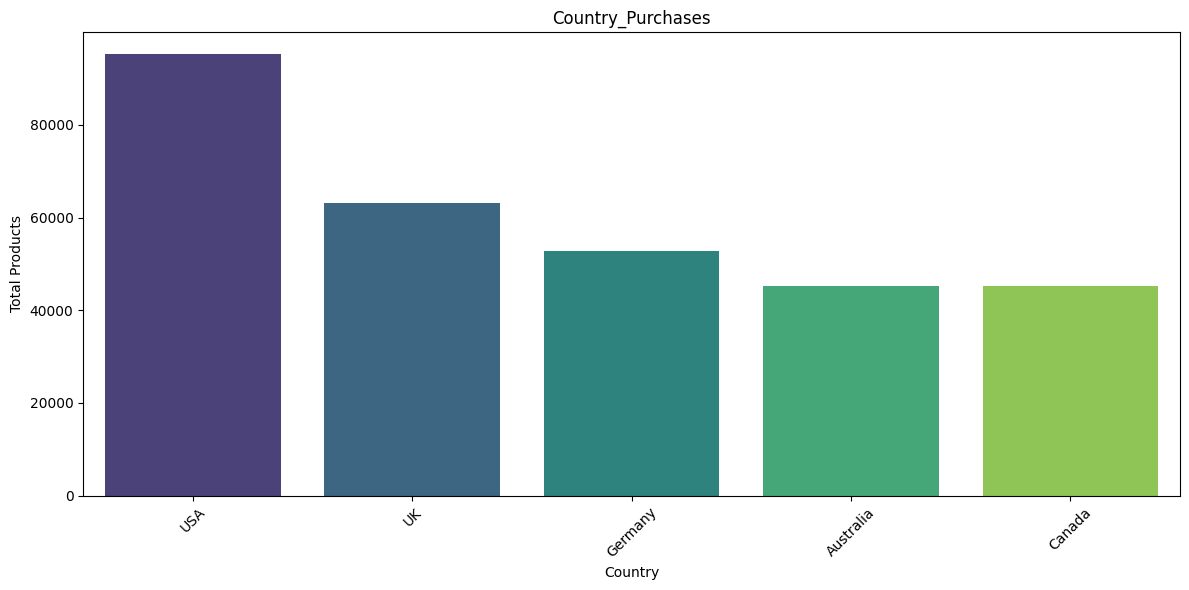 Country_Purchases
Total Products
80000
60000
40000
20000
0
USA
UK
Germany
Australia
Canada
Country